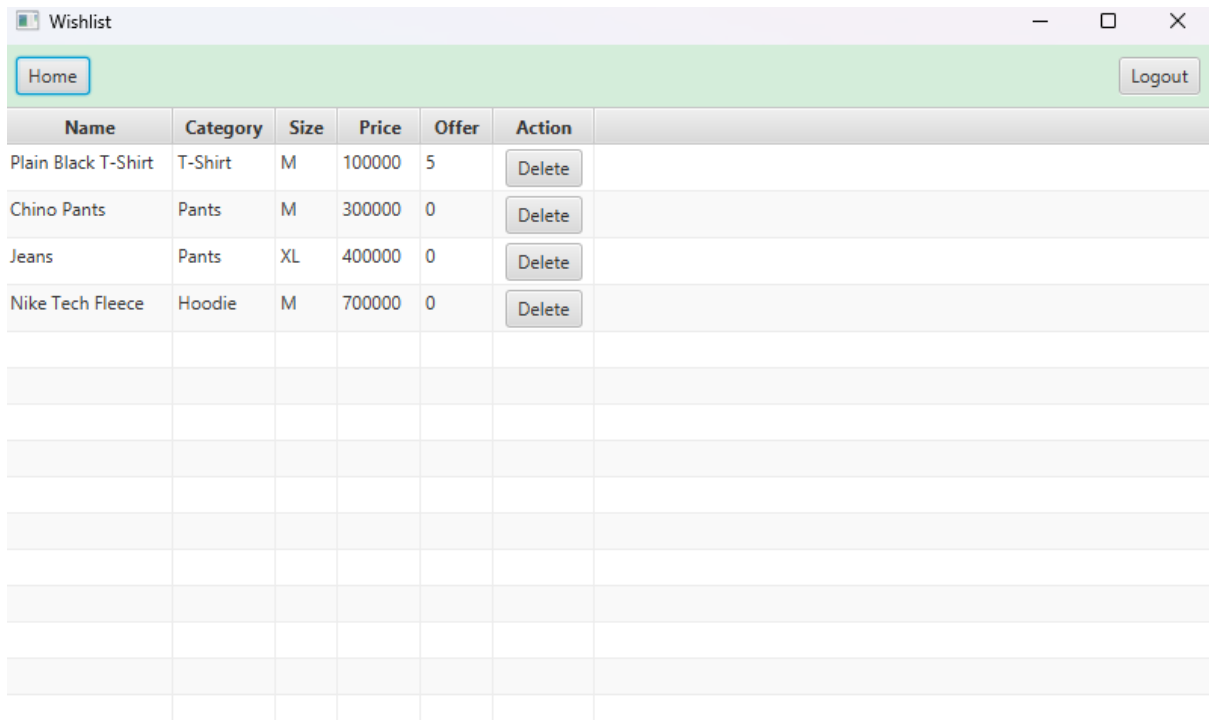 Wishlist
Home Logout
Name Category Size Price Offer Action
Plain Black T-Shirt T-Shirt M 100000 5 Delete
Chino Pants Pants M 300000 0 Delete
Jeans Pants XL 400000 0 Delete
Nike Tech Fleece Hoodie M 700000 0 Delete